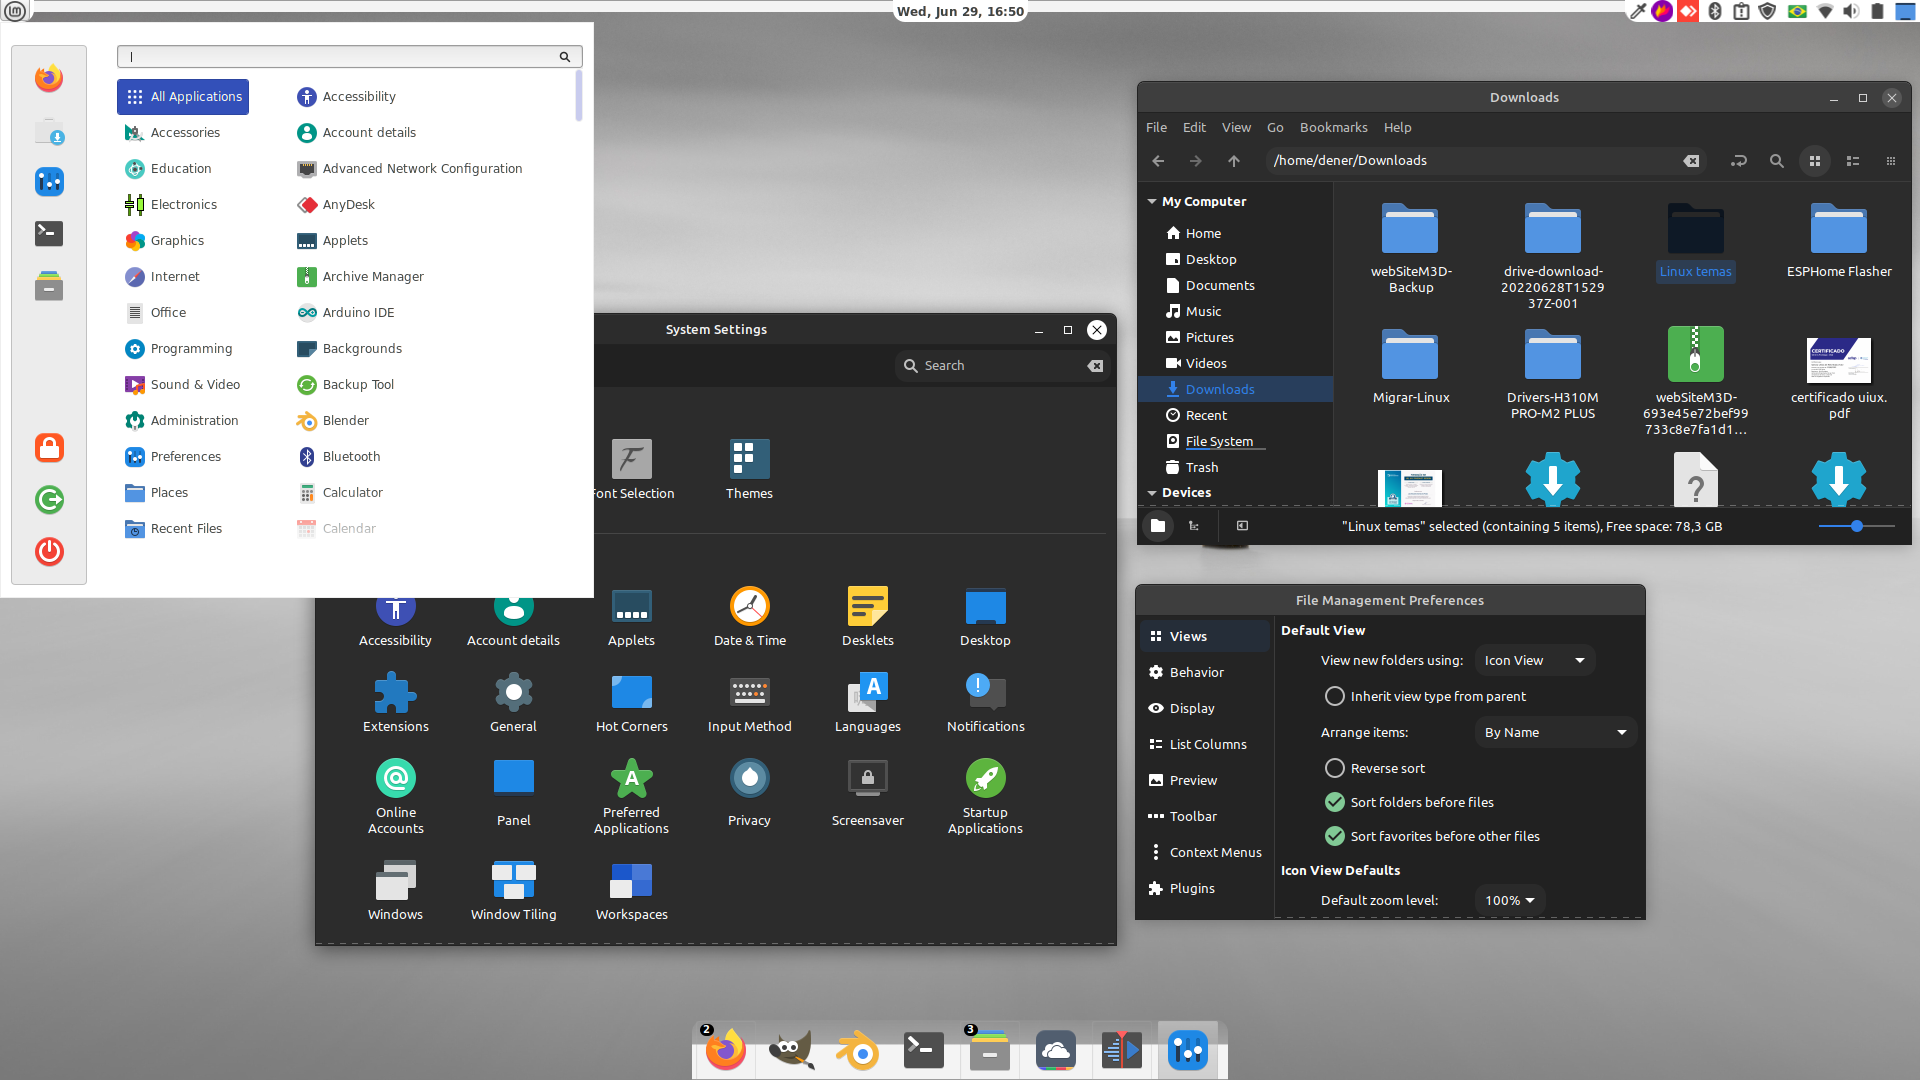 Wed, Jun 29, 16:50
All Applications
Accessories
Education
Electronics
Graphics
Internet
Office
Programming
Sound & Video
Administration
Preferences
Places
Recent Files
Accessibility
Account details
Advanced Network Configuration
AnyDesk
Applets
Archive Manager
Arduino IDE
Backgrounds
Backup Tool
Blender
Bluetooth
Calculator
Calendar
System Settings
Search
Font Selection
Themes
Accessibility
Account details
Applets
Date & Time
Desklets
Desktop
Extensions
General
Hot Corners
Input Method
Languages
Notifications
Online
Accounts
Panel
Preferred
Applications
Privacy
Screensaver
Startup
Applications
Windows
Window Tiling
Workspaces
Downloads
File Edit View Go Bookmarks Help
/home/dener/Downloads
My Computer
Home
Desktop
Documents
Music
Pictures
Videos
Downloads
Recent
File System
Trash
Devices
webSiteM3D-
Backup
drive-download-
20220628T1529
37Z-001
Linux temas
ESPHome Flasher
Migrar-Linux
Drivers-H310M
PRO-M2 PLUS
webSiteM3D-
693e45e72bef99
733c8e7fa1d1...
CERTIFICADO
certificado uiux.
pdf
"Linux temas" selected (containing 5 items), Free space: 78,3 GB
File Management Preferences
Views
Behavior
Display
List Columns
Preview
Toolbar
Context Menus
Plugins
Default View
View new folders using: Icon View
Inherit view type from parent
Arrange items: By Name
Reverse sort
Sort folders before files
Sort favorites before other files
Icon View Defaults
Default zoom level: 100%
2
3